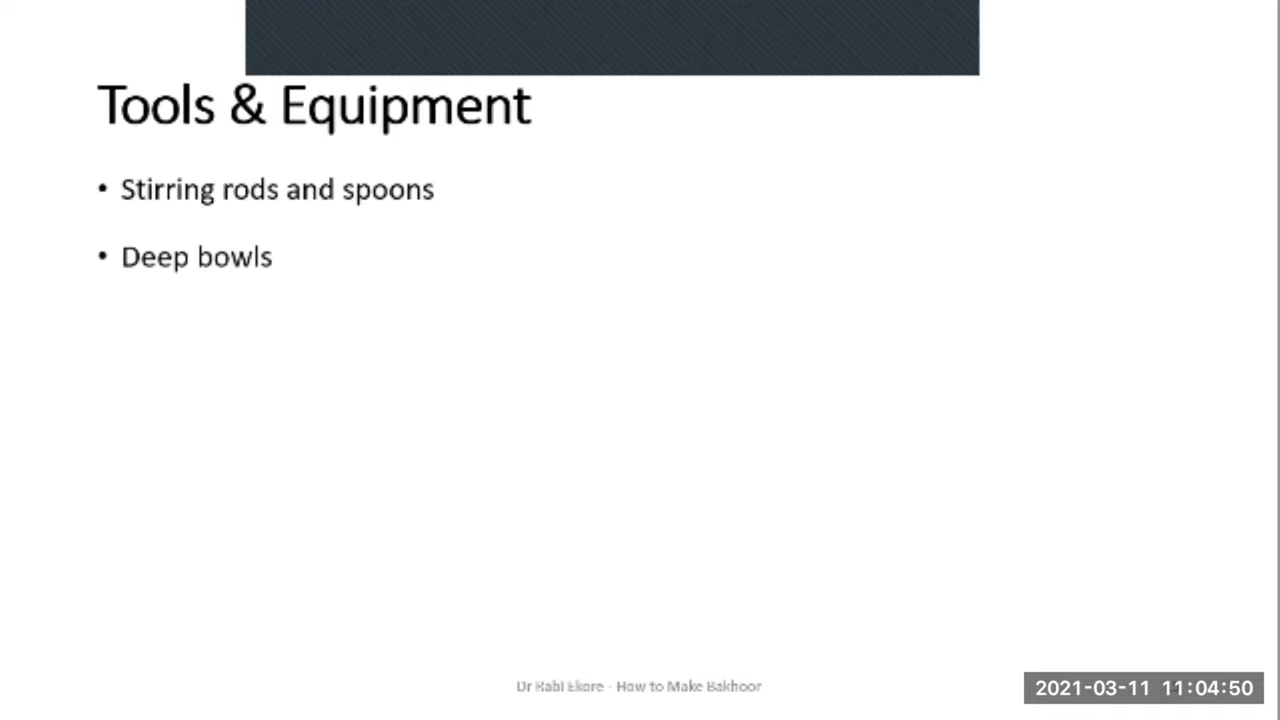 Tools & Equipment
• Stirring rods and spoons
• Deep bowls
Dr Rabi Ekore - How to Make Bakhoor
2021-03-11 11:04:50